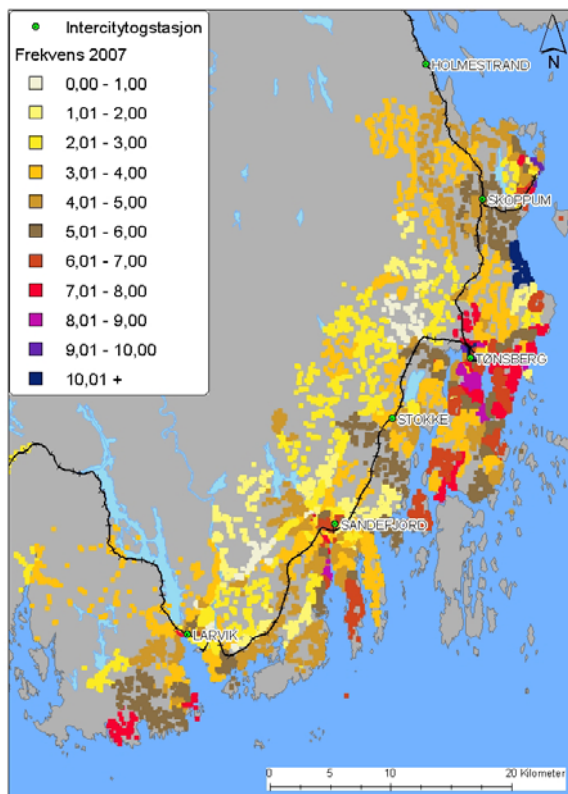 Intercitytogstasjon
Frekvens 2007
0,00 - 1,00
1,01 - 2,00
2,01 - 3,00
3,01 - 4,00
4,01 - 5,00
5,01 - 6,00
6,01 - 7,00
7,01 - 8,00
8,01 - 9,00
9,01 - 10,00
10,01 +
N
HOLMESTRAND
SKOPPUM
TØNSBERG
STOKKE
SANDEFJORD
LARVIK
0 5 10 20 Kilometer